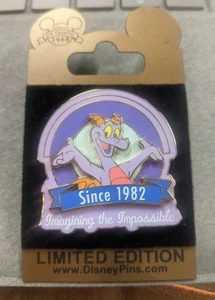 Since 1982
Imagining the Impossible
LIMITED EDITION
www.DisneyPins.com